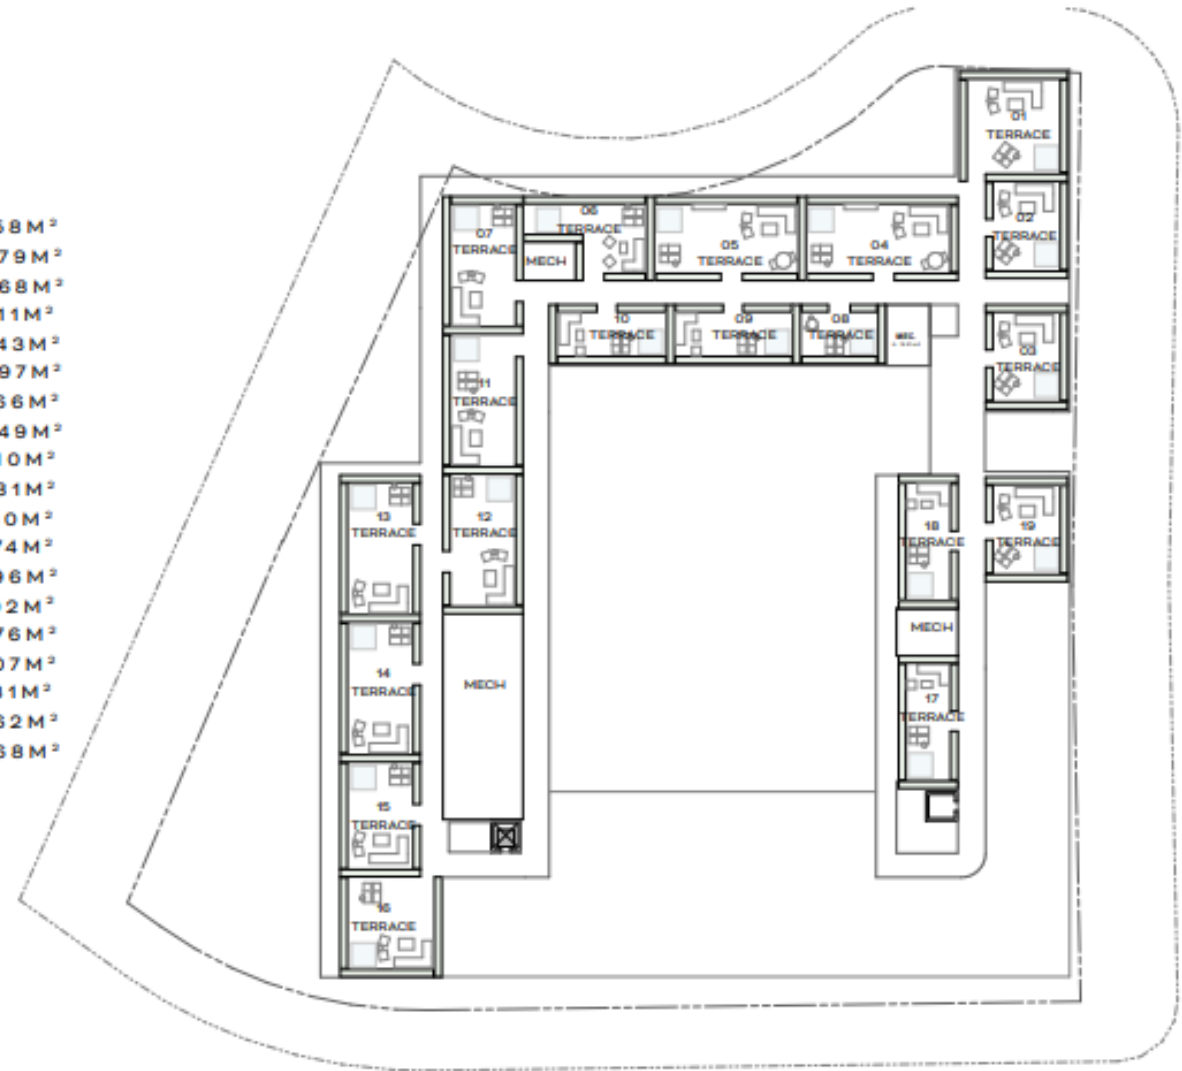 58M²
79M²
68M²
11M²
43M²
97M²
66M²
49M²
10M²
31M²
0M²
74M²
96M²
02M²
76M²
07M²
31M²
62M²
68M²
01
TERRACE
02
TERRACE
03
TERRACE
04
TERRACE
05
TERRACE
06
TERRACE
07
TERRACE
MECH
08
TERRACE
09
TERRACE
10
TERRACE
11
TERRACE
12
TERRACE
13
TERRACE
14
TERRACE
15
TERRACE
16
TERRACE
MECH
18
TERRACE
19
TERRACE
MECH
17
TERRACE